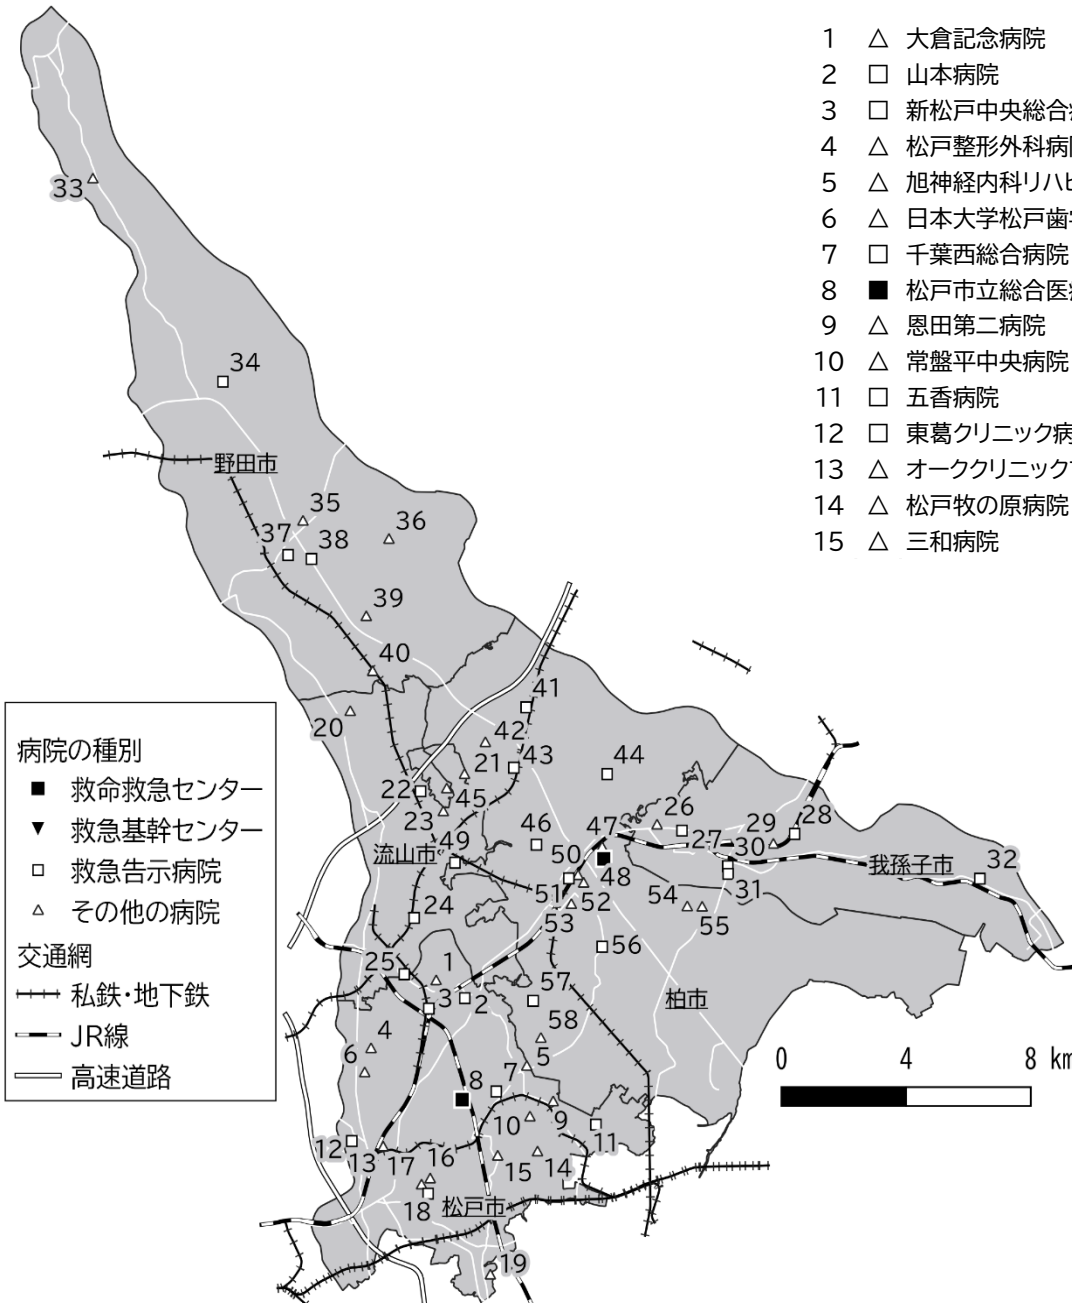 1 △ 大倉記念病院
2 □ 山本病院
3 □ 新松戸中央総合
4 △ 松戸整形外科病院
5 △ 旭神経内科リハビ
6 △ 日本大学松戸歯
7 □ 千葉西総合病院
8 ■ 松戸市立総合医
9 △ 恩田第二病院
10 △ 常盤平中央病院
11 □ 五香病院
12 □ 東葛クリニック病
13 △ オーククリニック
14 △ 松戸牧の原病院
15 △ 三和病院
33
34
野田市
35
36
37
38
39
40
41
20
42
43
44
21
22
45
23
26
28
29
46
47
27
30
49
流山市
50
48
我孫子市
32
51
31
52
54
24
53
55
56
25
1
57
柏市
3
2
58
4
5
6
8
7
10
9
11
12
13
17
16
15
14
18
松戸市
19
病院の種別
■ 救命救急センター
▼ 救急基幹センター
□ 救急告示病院
△ その他の病院
交通網
私鉄・地下鉄
JR線
高速道路
0 4 8 km